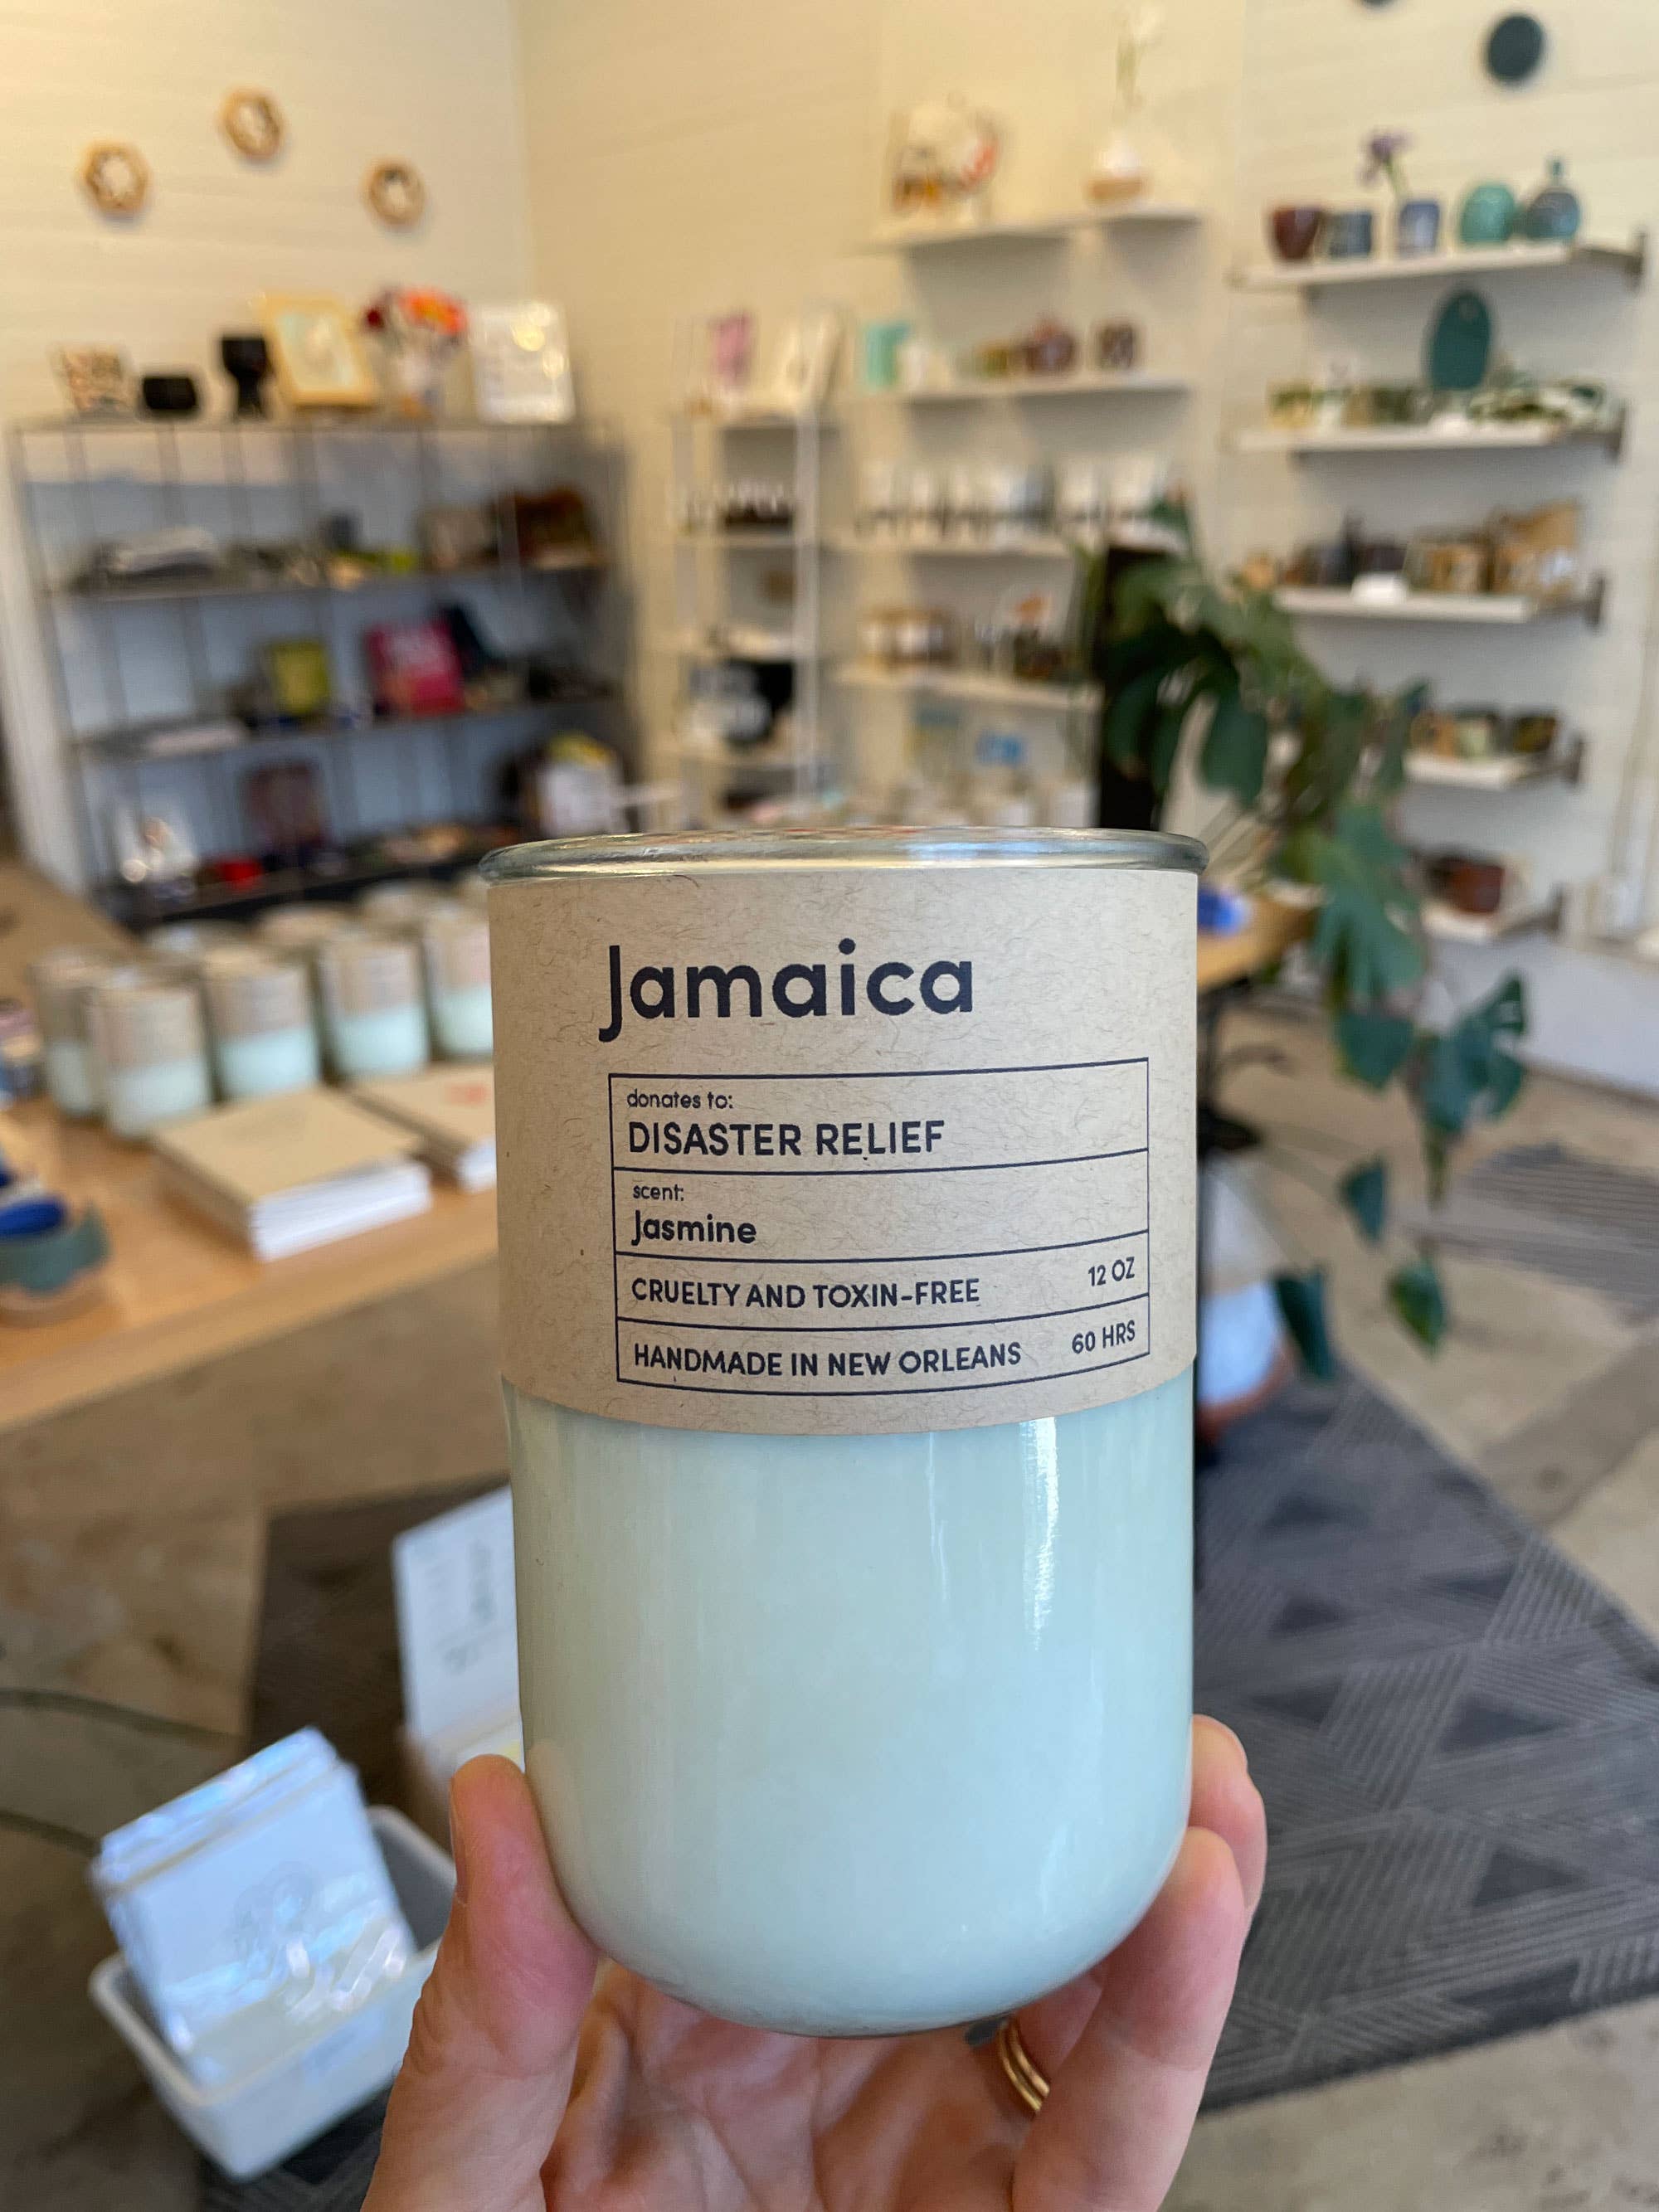 Jamaica
donates to:
DISASTER RELIEF
scent:
Jasmine
CRUELTY AND TOXIN-FREE 12 OZ
HANDMADE IN NEW ORLEANS 60 HRS